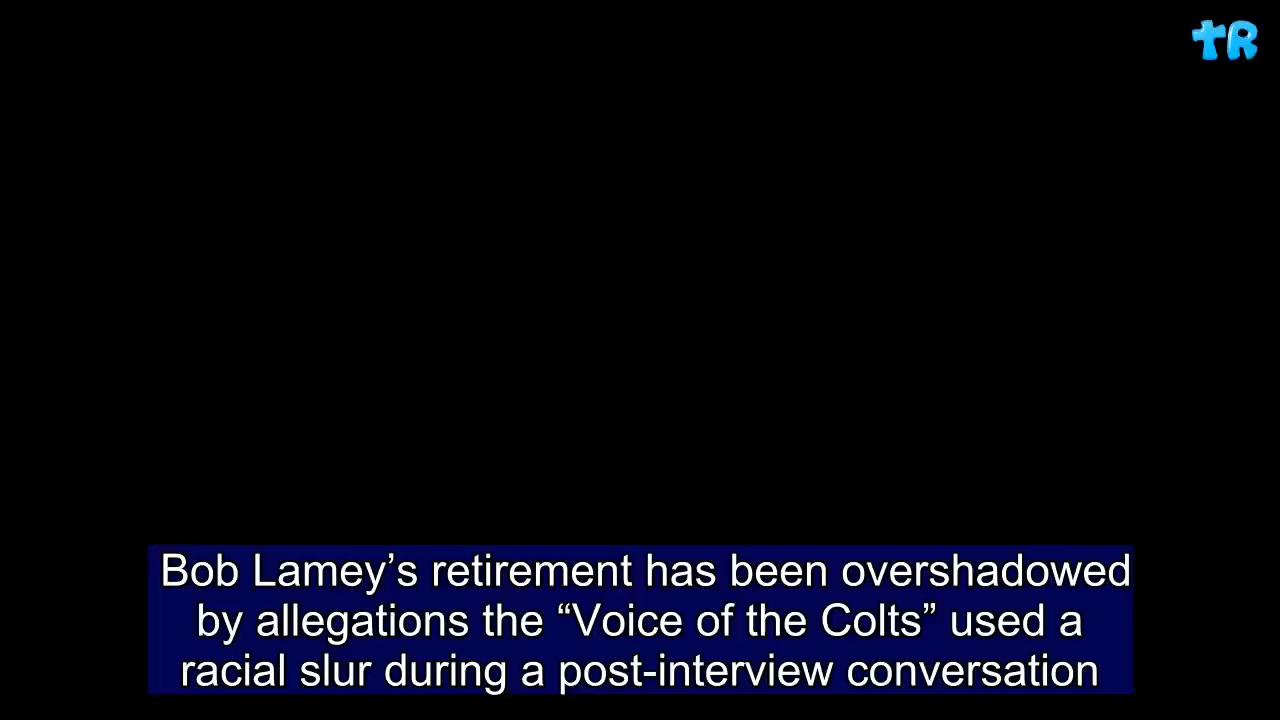 TR
Bob Lamey’s retirement has been overshadowed
by allegations the “Voice of the Colts” used a
racial slur during a post-interview conversation